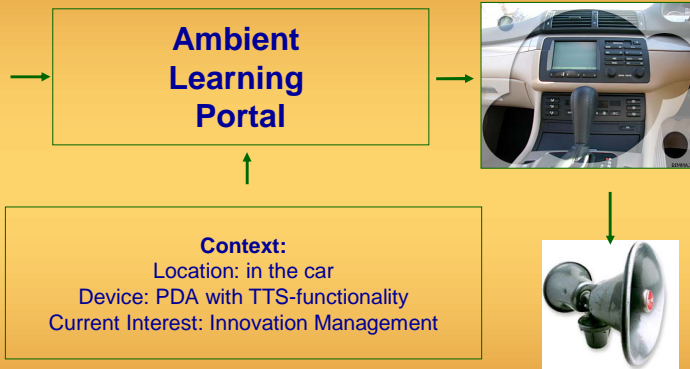 Ambient
Learning
Portal
Context:
Location: in the car
Device: PDA with TTS-functionality
Current Interest: Innovation Management